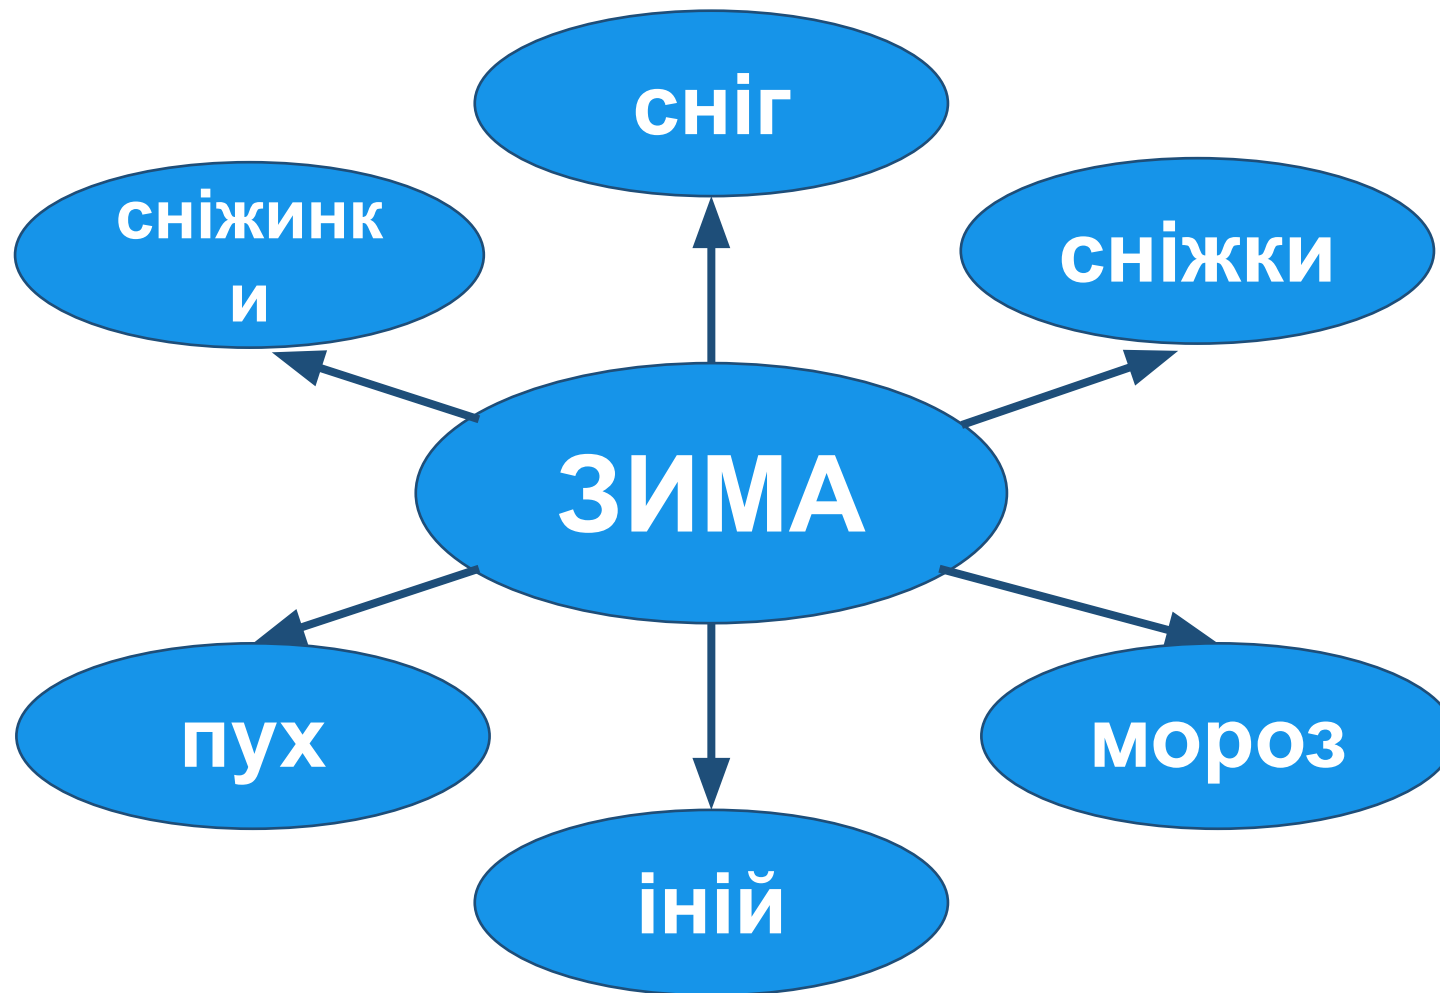 сніг
сніжинк
и
сніжки
ЗИМА
пух
мороз
іній